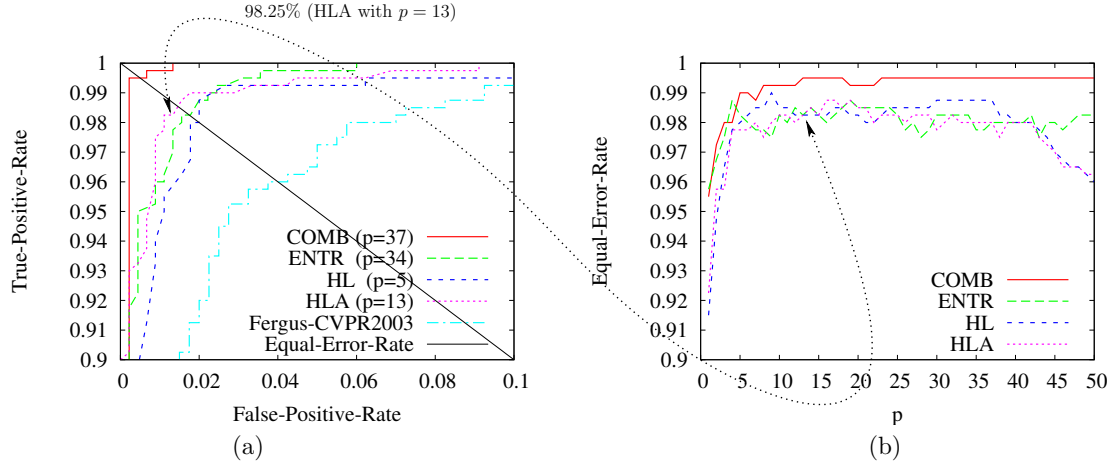 98.25% (HLA with p = 13)
True-Positive-Rate
1
0.99
0.98
0.97
0.96
0.95
0.94
0.93
0.92
0.91
0.9
COMB (p=37)
ENTR (p=34)
HL (p=5)
HLA (p=13)
Fergus-CVPR2003
Equal-Error-Rate
0 0.02 0.04 0.06 0.08 0.1
False-Positive-Rate
(a)
Equal-Error-Rate
1
0.99
0.98
0.97
0.96
0.95
0.94
0.93
0.92
0.91
0.9
COMB
ENTR
HL
HLA
0 5 10 15 20 25 30 35 40 45 50
p
(b)